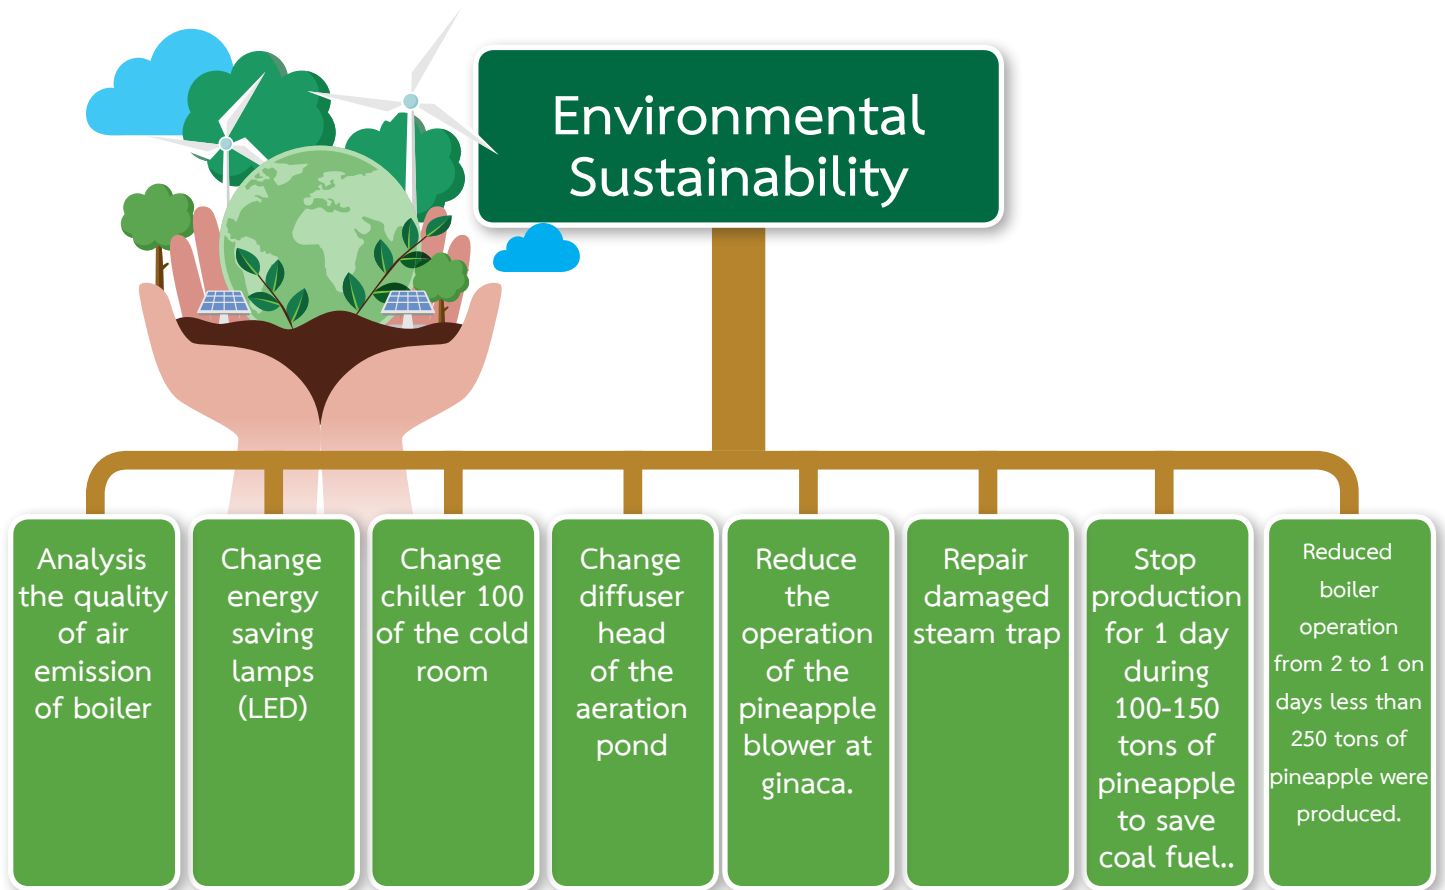 Environmental
Sustainability
Analysis
the quality
of air
emission
of boiler
Change
energy
saving
lamps
(LED)
Change
chiller 100
of the cold
room
Change
diffuser
head
of the
aeration
pond
Reduce
the
operation
of the
pineapple
blower at
ginaca.
Repair
damaged
steam trap
Stop
production
for 1 day
during
100-150
tons of
pineapple
to save
coal fuel..
Reduced
boiler
operation
from 2 to 1 on
days less than
250 tons of
pineapple were
produced.